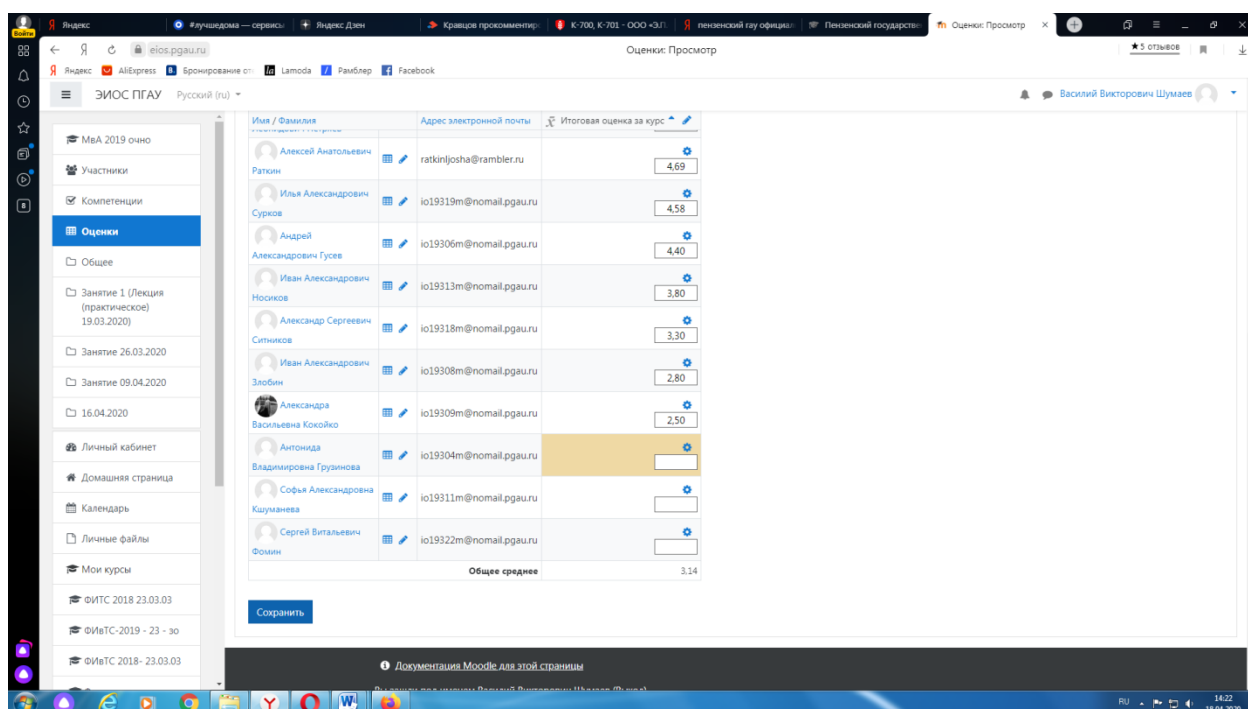 Яндекс
#лучшедома — сервисы
Яндекс Дзен
Кравцов прокомментир
К-700, К-701 - ООО «З.Г.
пензенский гау официал
Пензенский государстве
Оценки: Просмотр
Войти
eios.pgau.ru
Оценки: Просмотр
★5 отзывов
Яндекс
AliExpress
Бронирование от
Lamoda
Рамблер
Facebook
ЭИОС ПГАУ
Русский (ru)
Василий Викторович Шумаев
МвА 2019 очно
Участники
Компетенции
Оценки
Общее
Занятие 1 (Лекция
(практическое)
19.03.2020)
Занятие 26.03.2020
Занятие 09.04.2020
16.04.2020
Личный кабинет
Домашняя страница
Календарь
Личные файлы
Мои курсы
ФИТС 2018 23.03.03
ФИвТС-2019 - 23 - зо
ФИвТС 2018- 23.03.03
Имя / Фамилия
Адрес электронной почты
Итоговая оценка за курс
Алексей Анатольевич
Раткин
ratkinljosha@rambler.ru
4,69
Илья Александрович
Сурков
io19319m@nomail.pgau.ru
4,58
Андрей
Александрович Гусев
io19306m@nomail.pgau.ru
4,40
Иван Александрович
Носиков
io19313m@nomail.pgau.ru
3,80
Александр Сергеевич
Ситников
io19318m@nomail.pgau.ru
3,30
Иван Александрович
Злобин
io19308m@nomail.pgau.ru
2,80
Александра
Васильевна Кокойко
io19309m@nomail.pgau.ru
2,50
Антонида
Владимировна Грузинова
io19304m@nomail.pgau.ru
Софья Александровна
Кшуманева
io19311m@nomail.pgau.ru
Сергей Витальевич
Фомин
io19322m@nomail.pgau.ru
Общее среднее
3,14
Сохранить
Документация Moodle для этой страницы
RU
14:22
18.04.2020